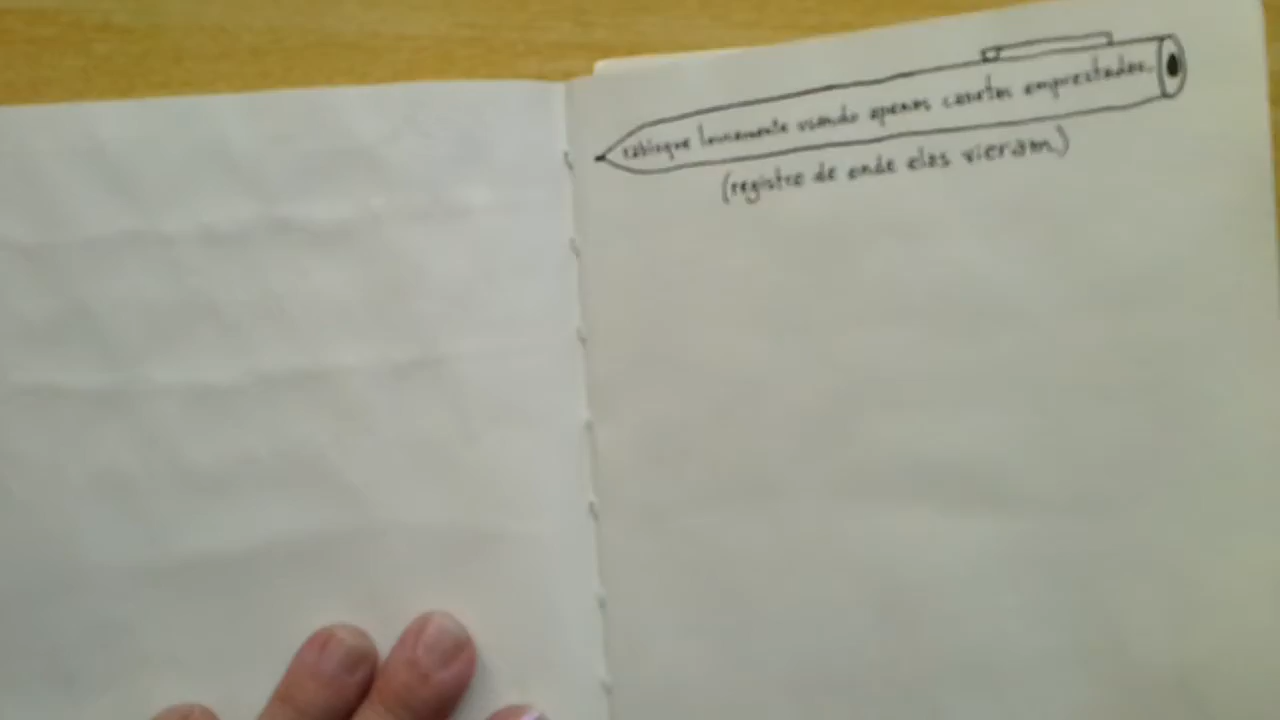 rabisque loucamente usando apenas canetas emprestadas.
(registre de onde elas vieram.)